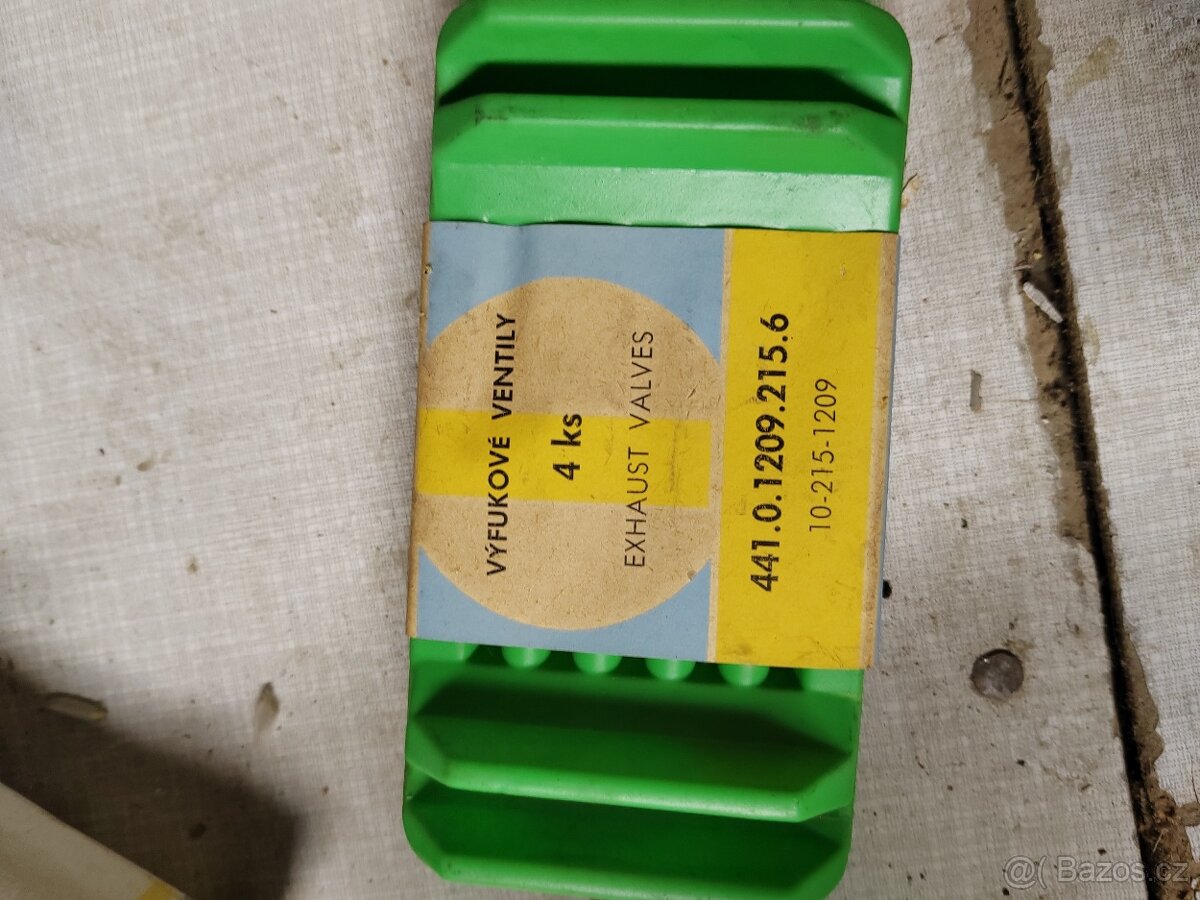 VÝFUKOVÉ VENTILY
4 ks
EXHAUST VALVES
441.0.1209.215.6
10-215-1209
@( Bazos.cz